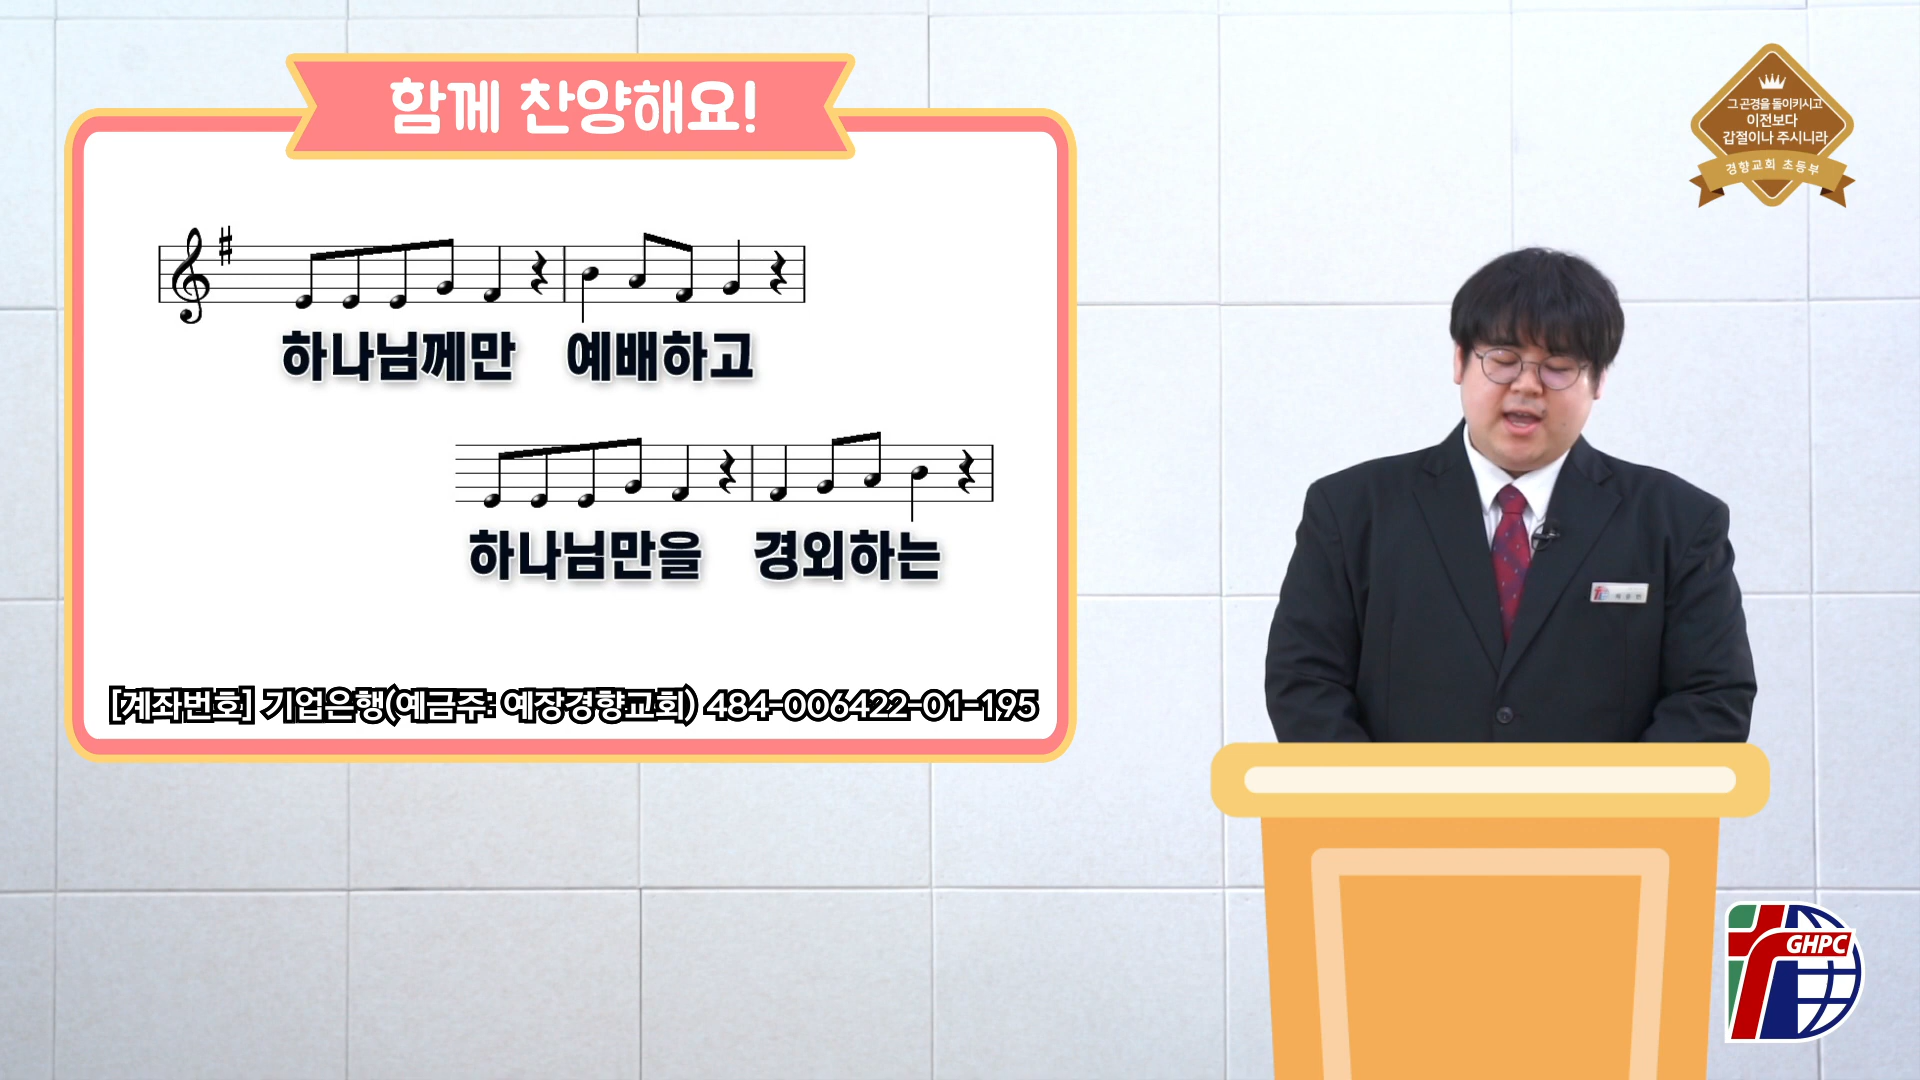 함께 찬양해요!
하나님께만 예배하고
하나님만을 경외하는
[계좌번호] 기업은행(예금주: 예장경향교회) 484-006422-01-195
그 곤경을 돌이키시고
이전보다
갑절이나 주시니라
경향교회 초등부
GHPC